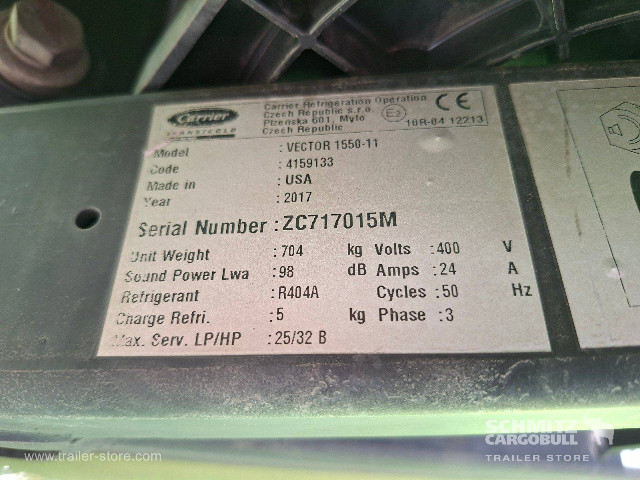 Carrier
TRANSICOLD
Carrier Refrigeration Operation
Czech Republic s.r.o.
Plzenska 601, Myto
Czech Republic
CE
E3
10R-04 12213
Model : VECTOR 1550-11
Code : 4159133
Made in : USA
Year : 2017
Serial Number : ZC717015M
Unit Weight : 704 kg Volts : 400 V
Sound Power Lwa : 98 dB Amps : 24 A
Refrigerant : R404A Cycles : 50 Hz
Charge Refri. : 5 kg Phase : 3
Max. Serv. LP/HP : 25/32 B
www.trailer-store.com
SCHMITZ
CARGOBULL
TRAILER STORE